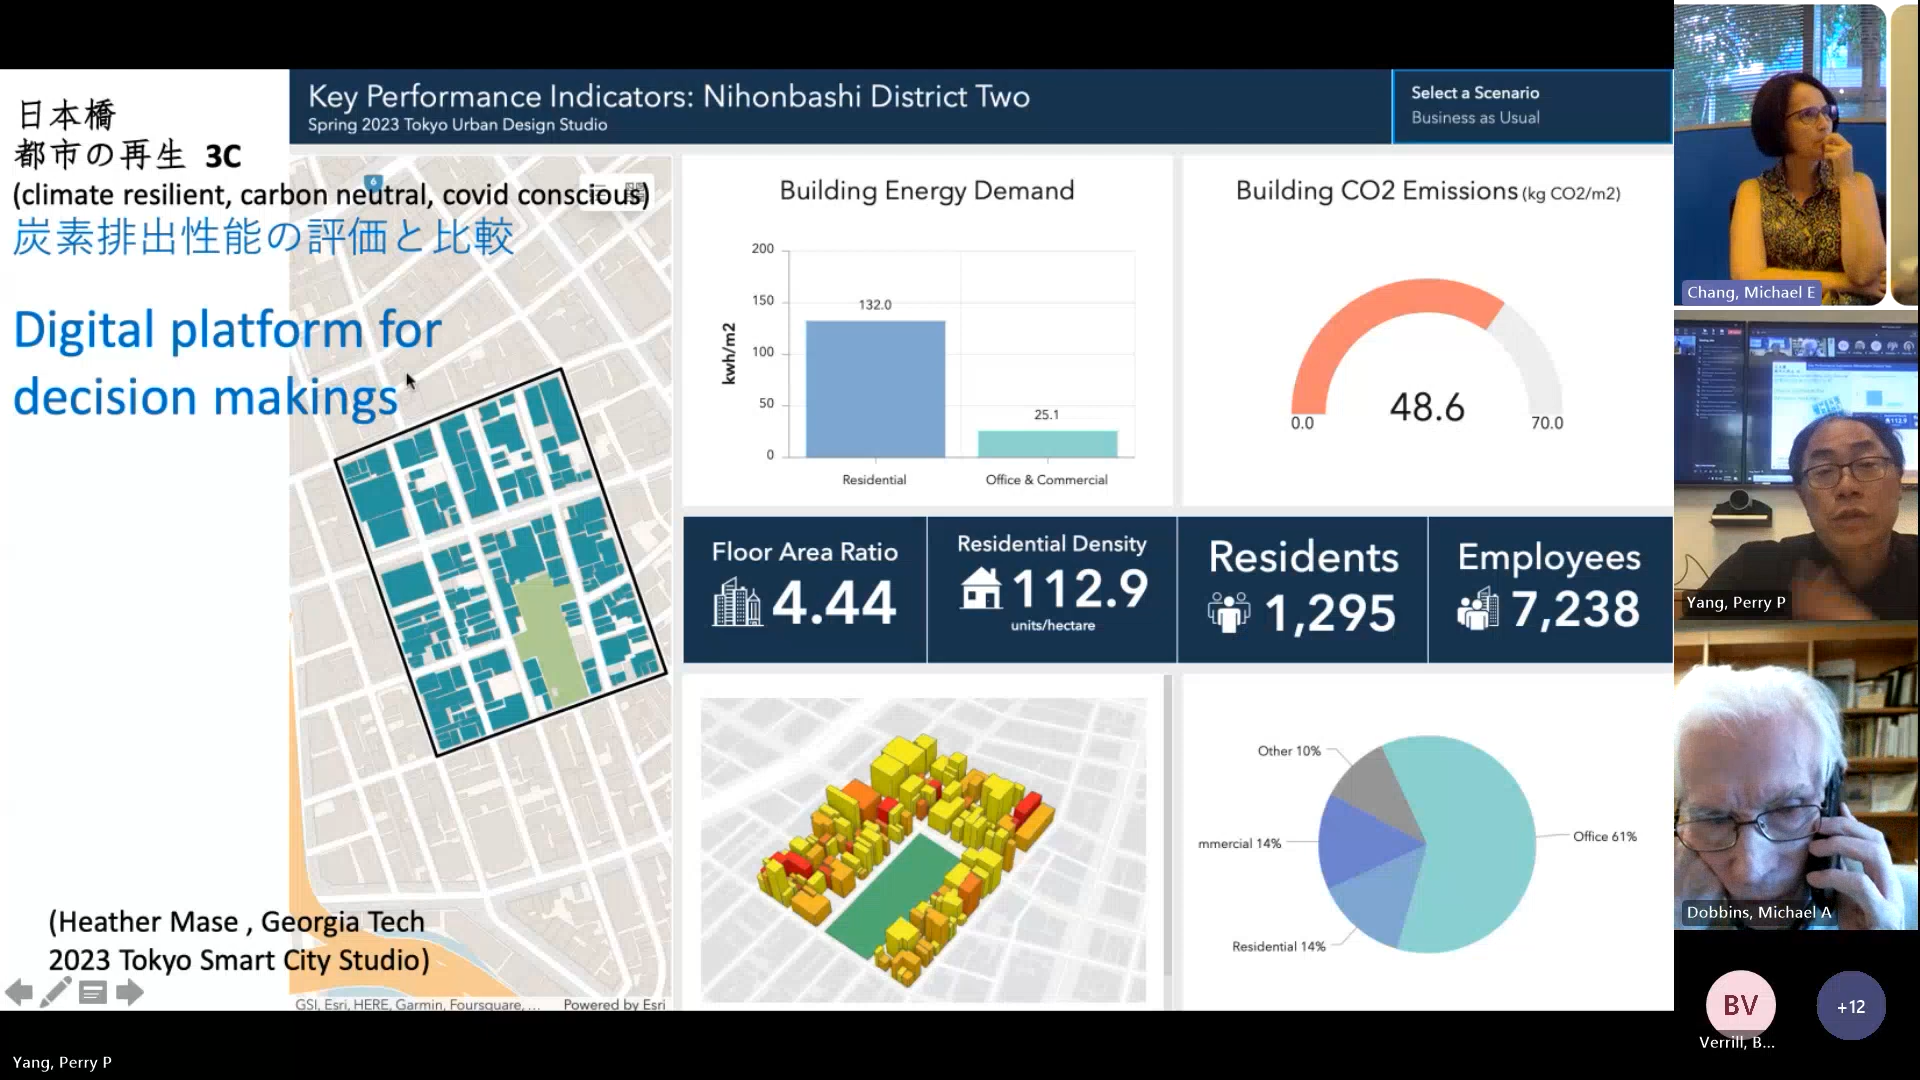 日本橋
都市の再生 3C
(climate resilient, carbon neutral, covid conscious)
炭素排出性能の評価と比較
Digital platform for
decision makings
(Heather Mase , Georgia Tech
2023 Tokyo Smart City Studio)
Key Performance Indicators: Nihonbashi District Two
Spring 2023 Tokyo Urban Design Studio
Select a Scenario
Business as Usual
6
GSI, Esri, HERE, Garmin, Foursquare, ...
Powered by Esri
Building Energy Demand
200
150
100
50
0
kwh/m2
132.0
25.1
Residential
Office & Commercial
Building CO2 Emissions (kg CO2/m2)
48.6
0.0
70.0
Floor Area Ratio
4.44
Residential Density
112.9
units/hectare
Residents
1,295
Employees
7,238
Other 10%
mmercial 14%
Residential 14%
Office 61%
Chang, Michael E
Yang, Perry P
Dobbins, Michael A
BV
Verrill, B...
+12
Yang, Perry P